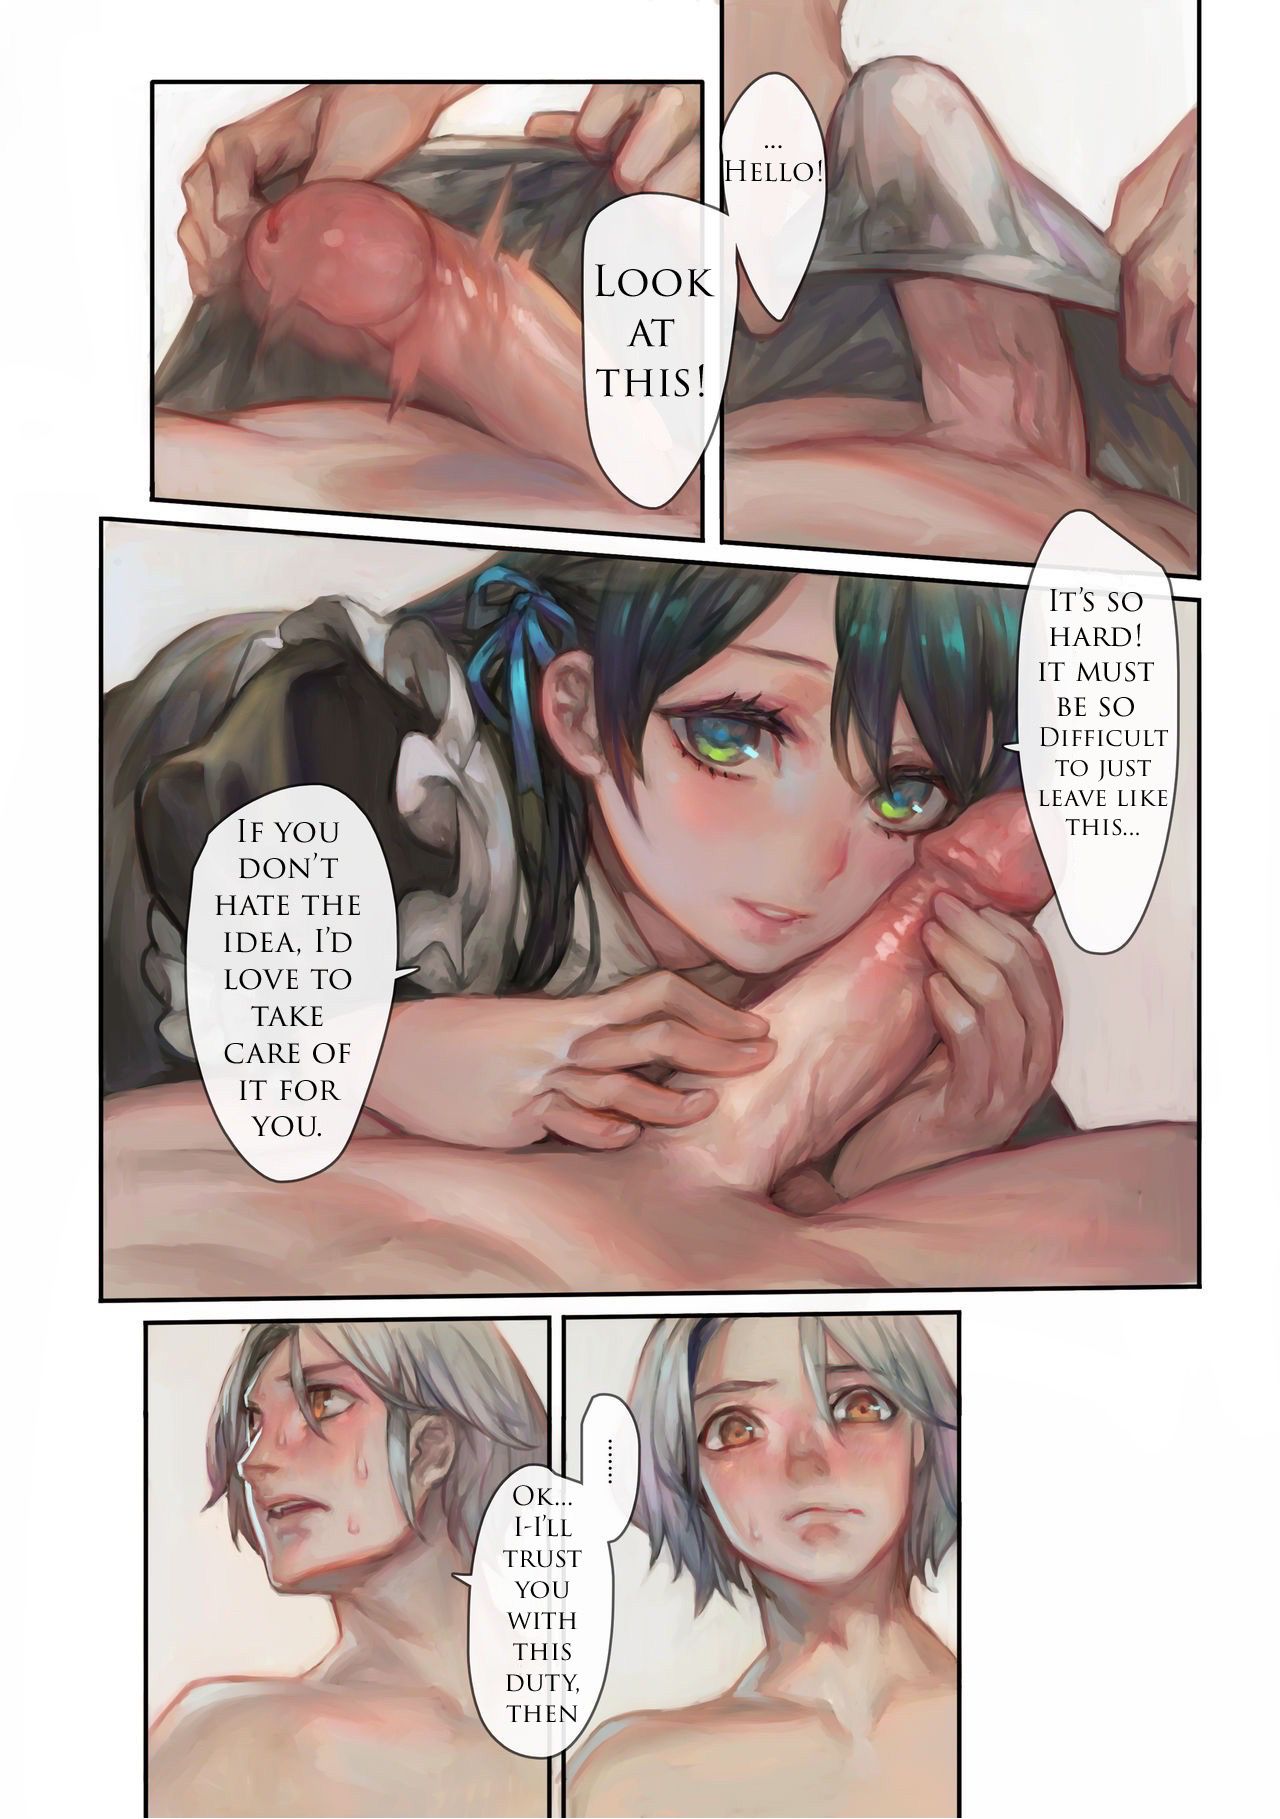 ...
Hello!
Look
at
this!
It's so
hard!
it must
be so
Difficult
to just
leave like
this...
If you
don't
hate the
idea, I'd
love to
take
care of
it for
you.
........
Ok...
I-I'll
trust
you
with
this
duty,
then